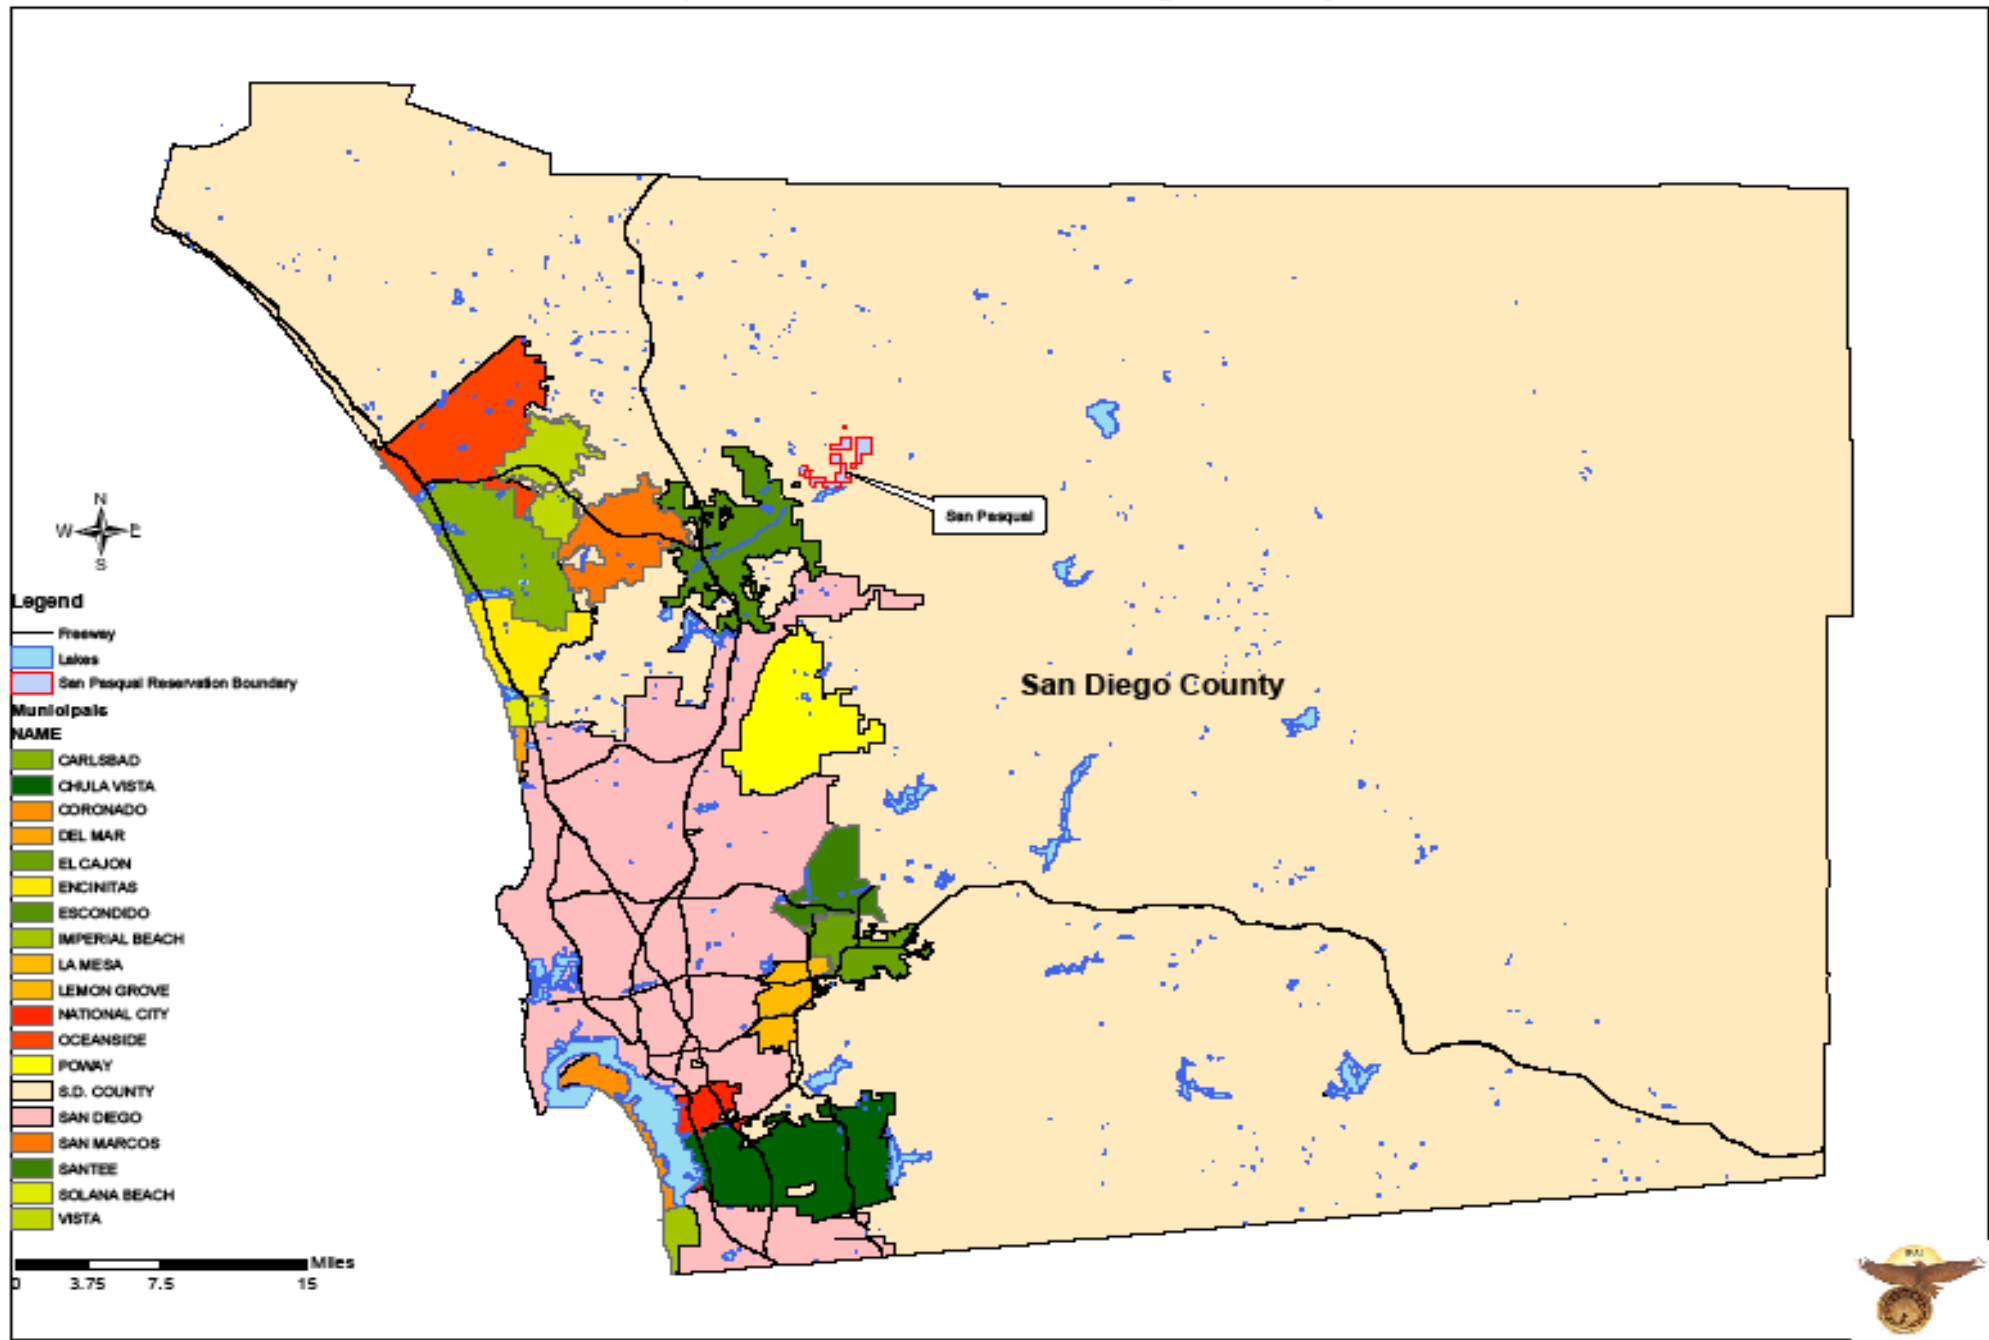 San Pasqual
San Diego County
N
W E
S
Legend
Freeway
Lakes
San Pasqual Reservation Boundary
Municipals
NAME
CARLSBAD
CHULA VISTA
CORONADO
DEL MAR
EL CAJON
ENCINITAS
ESCONDIDO
IMPERIAL BEACH
LA MESA
LEMON GROVE
NATIONAL CITY
OCEANSIDE
POWAY
S.D. COUNTY
SAN DIEGO
SAN MARCOS
SANTEE
SOLANA BEACH
VISTA
Miles
0 3.75 7.5 15